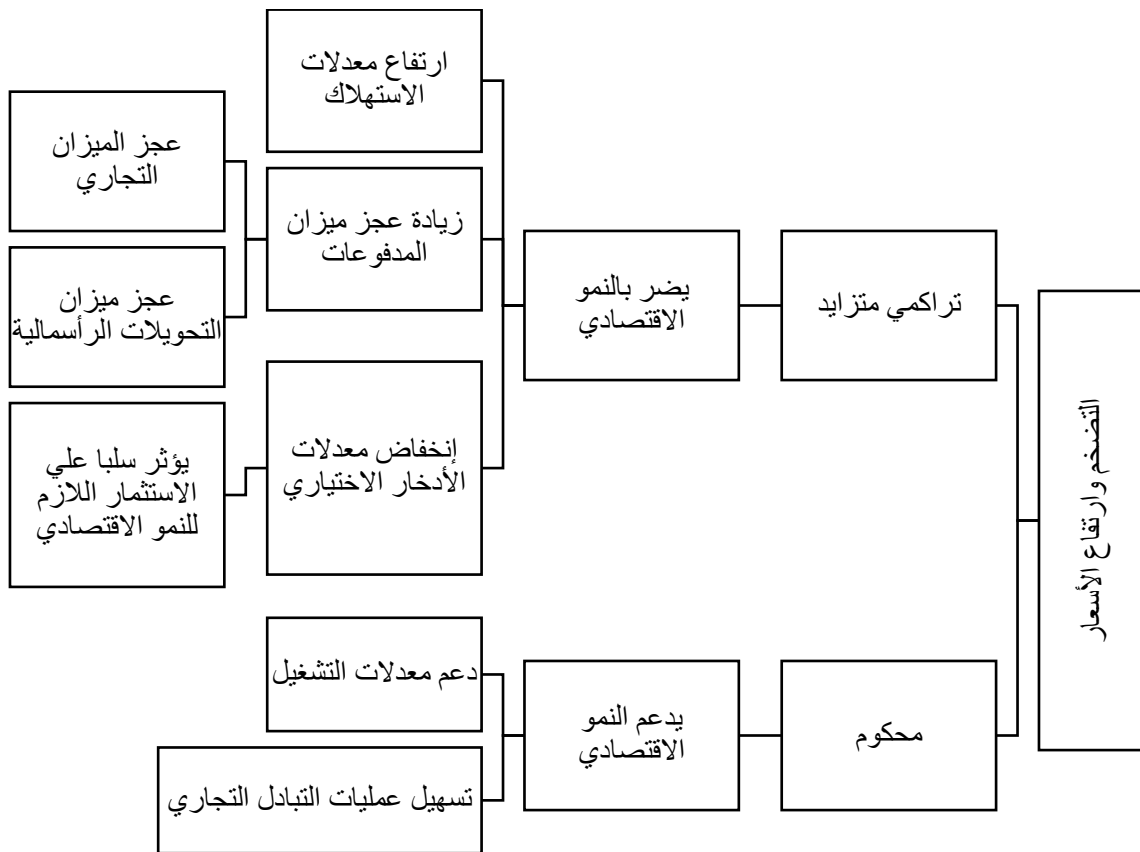 التضخم وارتفاع الأسعار
تراكمي متزايد
يضر بالنمو
الاقتصادي
ارتفاع معدلات
الاستهلاك
زيادة عجز ميزان
المدفوعات
عجز الميزان
التجاري
عجز ميزان
التحويلات الرأسمالية
إنخفاض معدلات
الأدخار الاختياري
يؤثر سلبا علي
الاستثمار اللازم
للنمو الاقتصادي
محكوم
يدعم النمو
الاقتصادي
دعم معدلات التشغيل
تسهيل عمليات التبادل التجاري